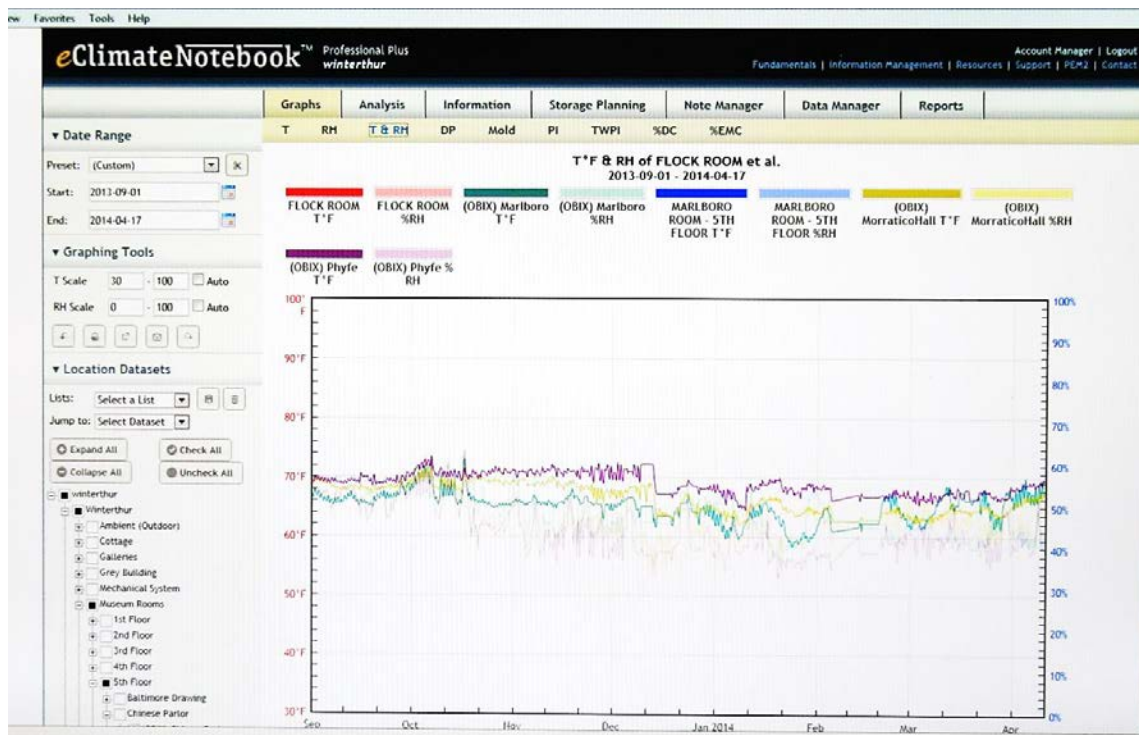 ew Favorites Tools Help
eClimateNotebook™ Professional Plus
winterthur
Account Manager | Logout
Fundamentals | Information Management | Resources | Support | PEM2 | Contact
Graphs Analysis Information Storage Planning Note Manager Data Manager Reports
T RH T & RH DP Mold PI TWPI %DC %EMC
▾ Date Range
Preset: (Custom)
Start: 2013-09-01
End: 2014-04-17
▾ Graphing Tools
T Scale 30 - 100 Auto
RH Scale 0 - 100 Auto
▾ Location Datasets
Lists: Select a List
Jump to: Select Dataset
Expand All Check All
Collapse All Uncheck All
winterthur
Winterthur
Ambient (Outdoor)
Cottage
Galleries
Grey Building
Mechanical System
Museum Rooms
1st Floor
2nd Floor
3rd Floor
4th Floor
5th Floor
Baltimore Drawing
Chinese Parlor
T°F & RH of FLOCK ROOM et al.
2013-09-01 - 2014-04-17
FLOCK ROOM T°F
FLOCK ROOM %RH
(OBIX) Marlboro T°F
(OBIX) Marlboro %RH
MARLBORO ROOM - 5TH FLOOR T°F
MARLBORO ROOM - 5TH FLOOR %RH
(OBIX) MorraticoHall T°F
(OBIX) MorraticoHall %RH
(OBIX) Phyfe T°F
(OBIX) Phyfe % RH
100°F
90°F
80°F
70°F
60°F
50°F
40°F
30°F
100%
90%
80%
70%
60%
50%
40%
30%
20%
10%
0%
Sep Oct Nov Dec Jan 2014 Feb Mar Apr